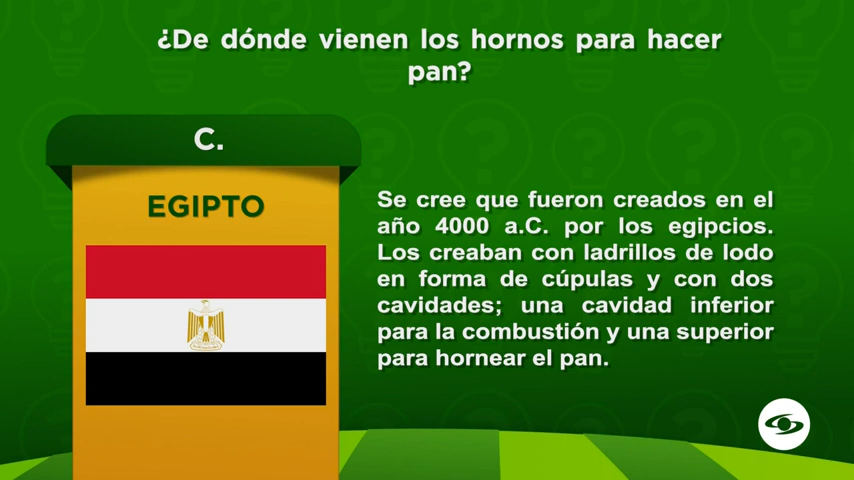 ¿De dónde vienen los hornos para hacer
pan?
C.
EGIPTO
Se cree que fueron creados en el
año 4000 a.C. por los egipcios.
Los creaban con ladrillos de lodo
en forma de cúpulas y con dos
cavidades; una cavidad inferior
para la combustión y una superior
para hornear el pan.